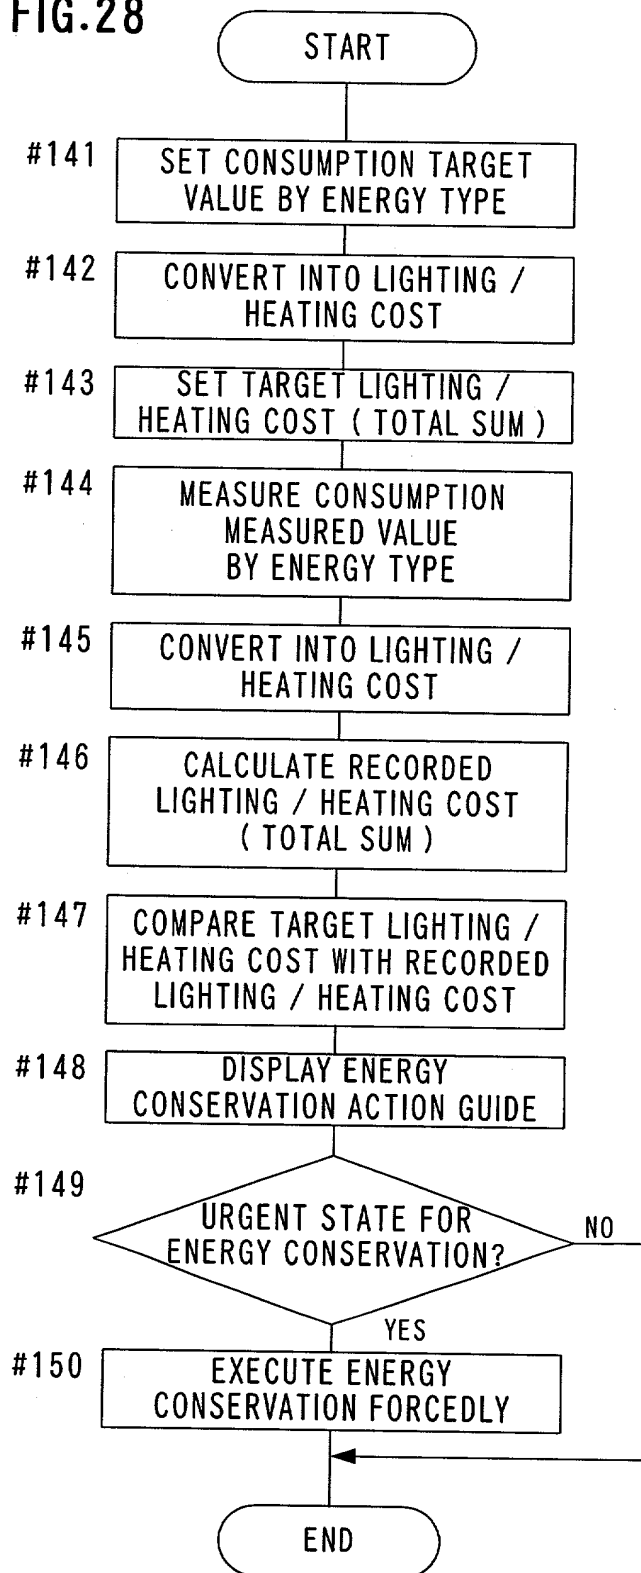 FIG.28
START
#141
SET CONSUMPTION TARGET
VALUE BY ENERGY TYPE
#142
CONVERT INTO LIGHTING /
HEATING COST
#143
SET TARGET LIGHTING /
HEATING COST ( TOTAL SUM )
#144
MEASURE CONSUMPTION
MEASURED VALUE
BY ENERGY TYPE
#145
CONVERT INTO LIGHTING /
HEATING COST
#146
CALCULATE RECORDED
LIGHTING / HEATING COST
( TOTAL SUM )
#147
COMPARE TARGET LIGHTING /
HEATING COST WITH RECORDED
LIGHTING / HEATING COST
#148
DISPLAY ENERGY
CONSERVATION ACTION GUIDE
#149
URGENT STATE FOR
ENERGY CONSERVATION?
NO
YES
#150
EXECUTE ENERGY
CONSERVATION FORCEDLY
END